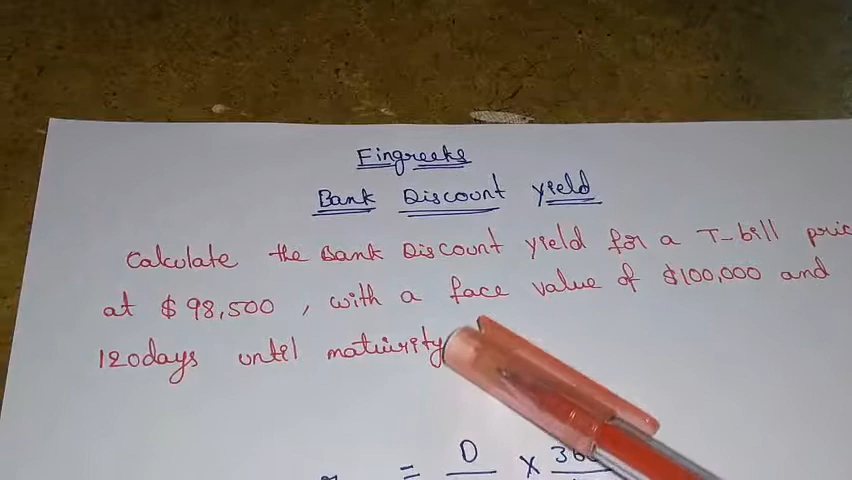 Fingreeks
Bank Discount yield
Calculate the Bank Discount yield for a T-bill
at $98,500 , with a face value of $100,000 and
120days until maturity
= D ×